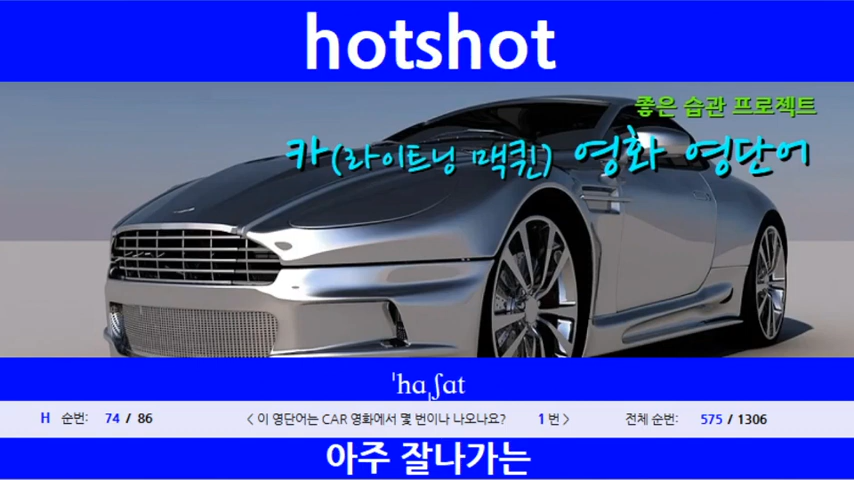 hotshot
좋은 습관 프로젝트
카(라이트닝 맥퀸) 영화 영단어
ˈhɑˌʃɑt
H 순번: 74 / 86 < 이 영단어는 CAR 영화에서 몇 번이나 나오나요? 1 번 > 전체 순번: 575 / 1306
아주 잘나가는